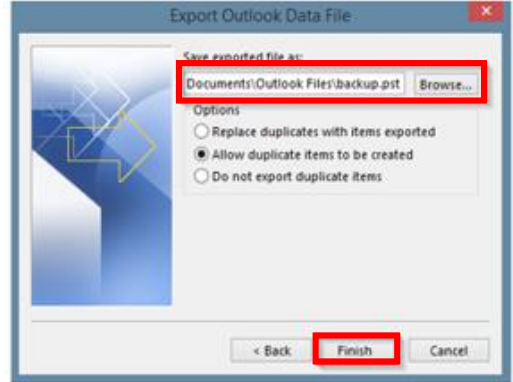 Export Outlook Data File
Save exported file as:
Documents\Outlook Files\backup.pst Browse...
Options
Replace duplicates with items exported
Allow duplicate items to be created
Do not export duplicate items
< Back Finish Cancel